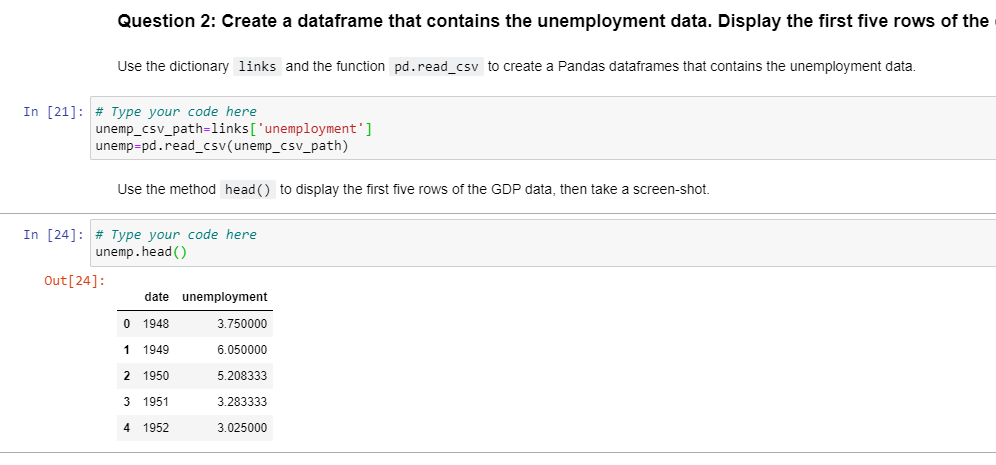 Question 2: Create a dataframe that contains the unemployment data. Display the first five rows of the
Use the dictionary links and the function pd.read_csv to create a Pandas dataframes that contains the unemployment data.
In [21]: # Type your code here
unemp_csv_path=links['unemployment']
unemp=pd.read_csv(unemp_csv_path)
Use the method head() to display the first five rows of the GDP data, then take a screen-shot.
In [24]: # Type your code here
unemp.head()
Out[24]:
date unemployment
0 1948 3.750000
1 1949 6.050000
2 1950 5.208333
3 1951 3.283333
4 1952 3.025000